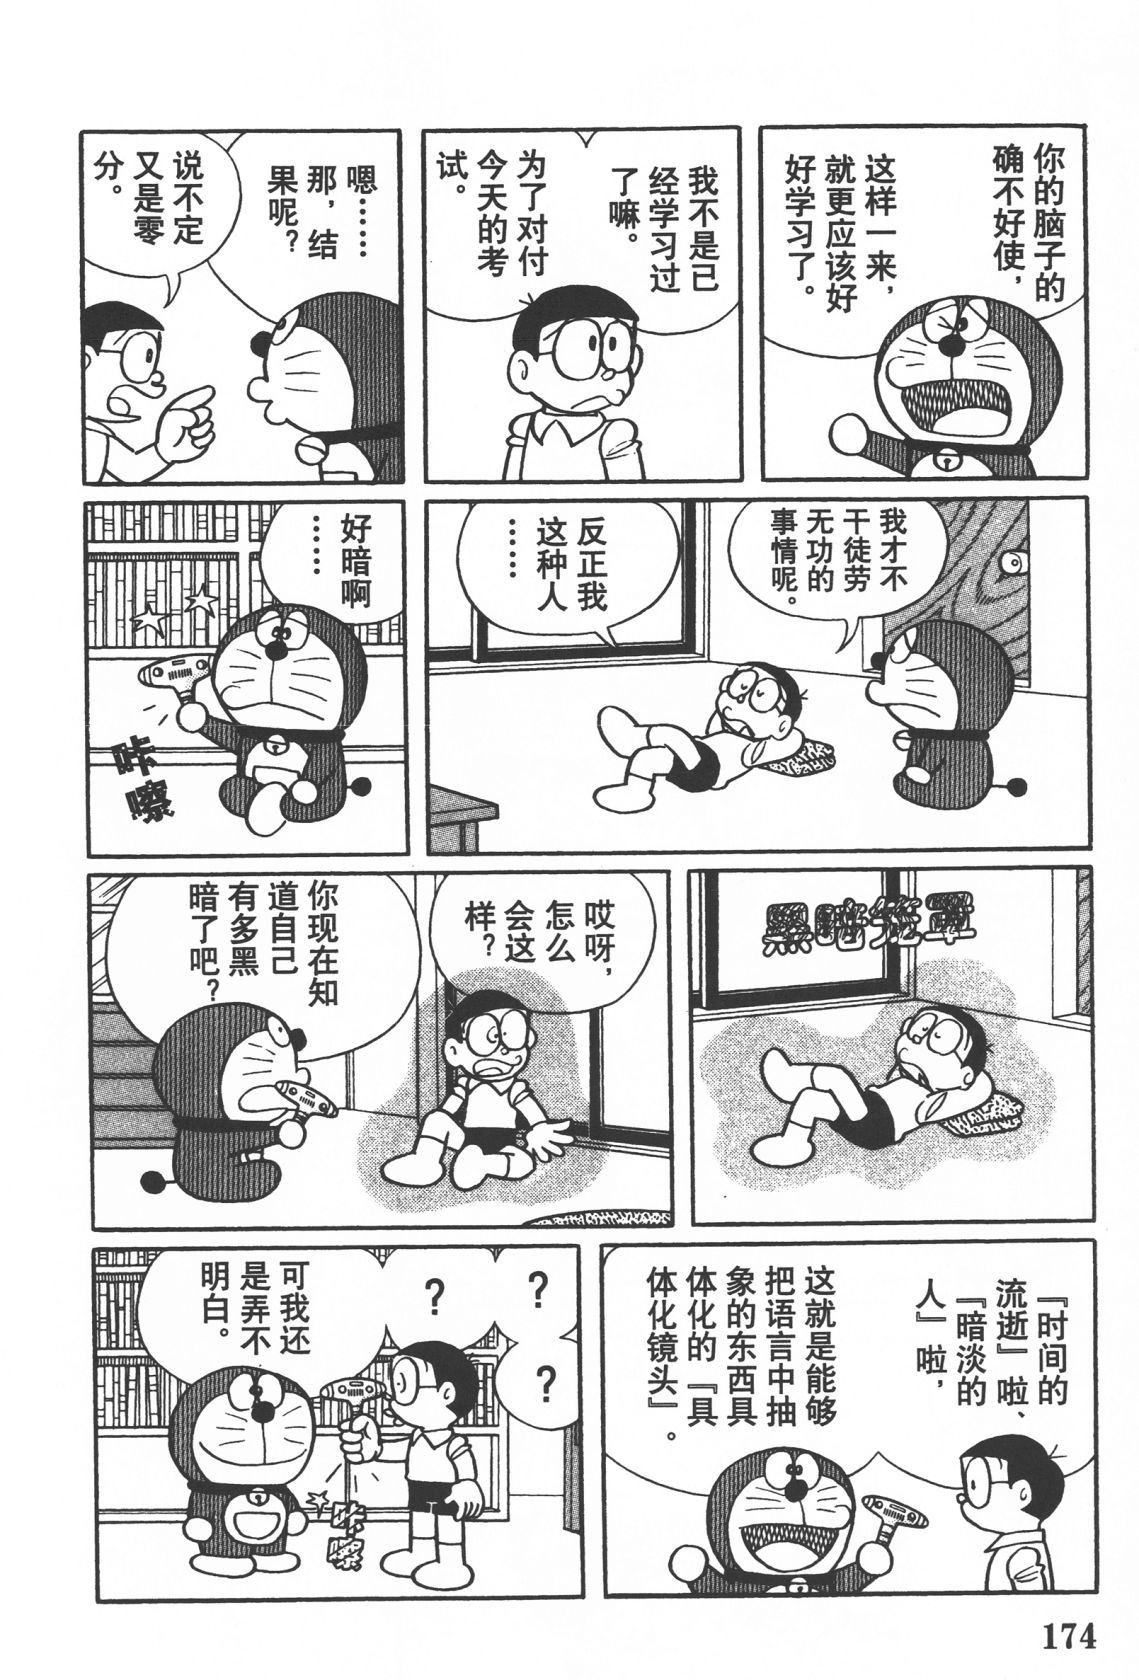 你的脑子的
确不好使，
这样一来，
就更应该好
好学习了。
我不是已
经学习过
了嘛。
为了对付
今天的考
试。
嗯……
那，结
果呢？
说不定
又是零
分。
我才不
干徒劳
无功的
事情呢。
反正我
这种人
……
好暗啊
……
咔
嚓
黑暗笼罩
哎呀，
怎么
会这
样？
你现在知
道自己
有多黑
暗了吧？
『时间的
流逝』啦、
『暗淡的
人』啦，
这就是能够
把语言中抽
象的东西具
体化的『具
体化镜头』。
？
？
？
可我还
是弄不
明白。
咔
嚓
174